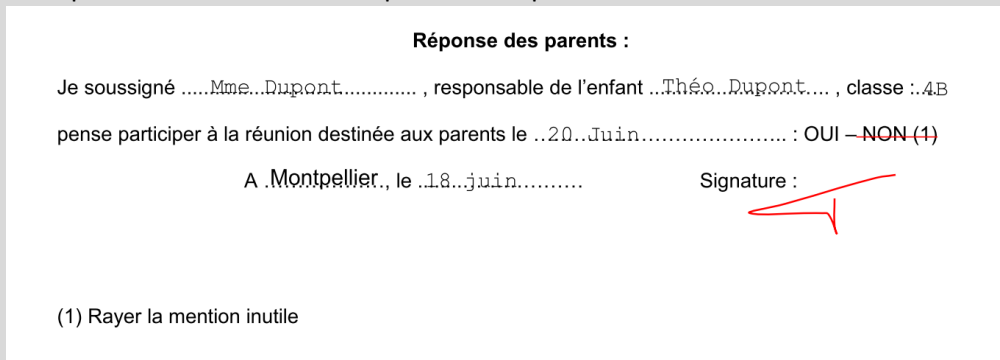 Réponse des parents :
Je soussigné .....Mme Dupont............. , responsable de l'enfant ..Théo Dupont.... , classe :..4B
pense participer à la réunion destinée aux parents le ..20 Juin....................... : OUI – NON (1)
A .Montpellier., le ..18 juin.......... Signature :
(1) Rayer la mention inutile